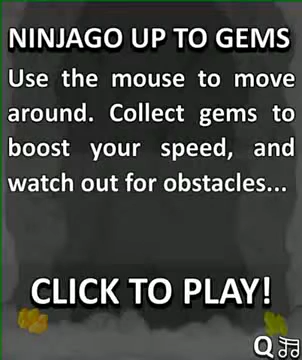 NINJAGO UP TO GEMS
Use the mouse to move
around. Collect gems to
boost your speed, and
watch out for obstacles...
CLICK TO PLAY!
Q